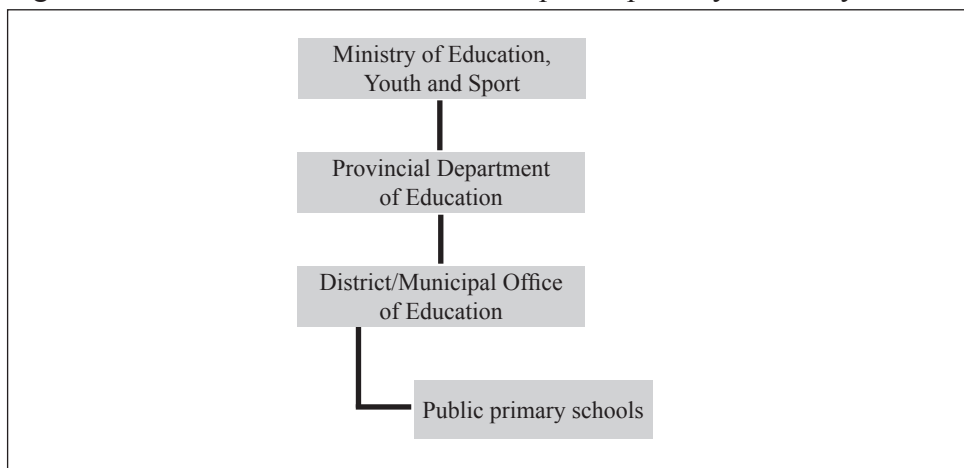 Ministry of Education,
Youth and Sport
Provincial Department
of Education
District/Municipal Office
of Education
Public primary schools